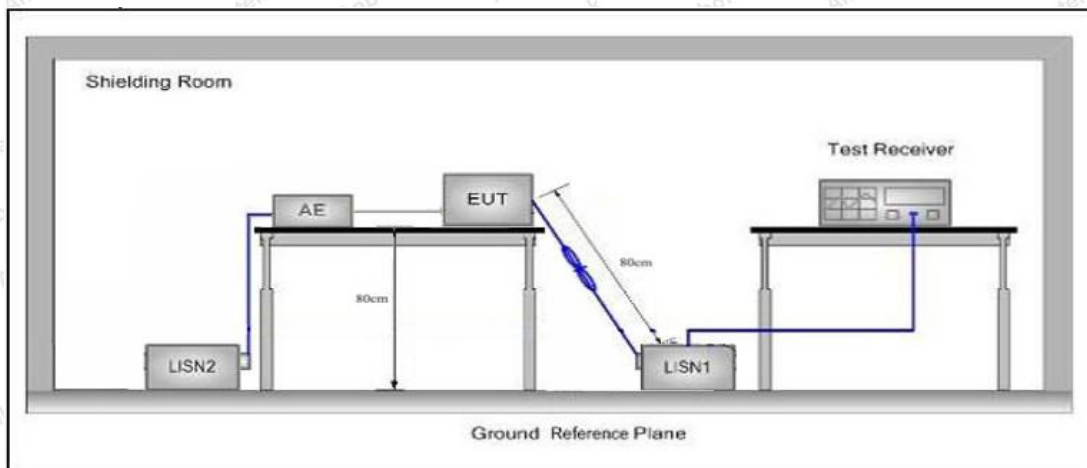 Shielding Room
Test Receiver
AE
EUT
80cm
80cm
LISN2
LISN1
Ground Reference Plane